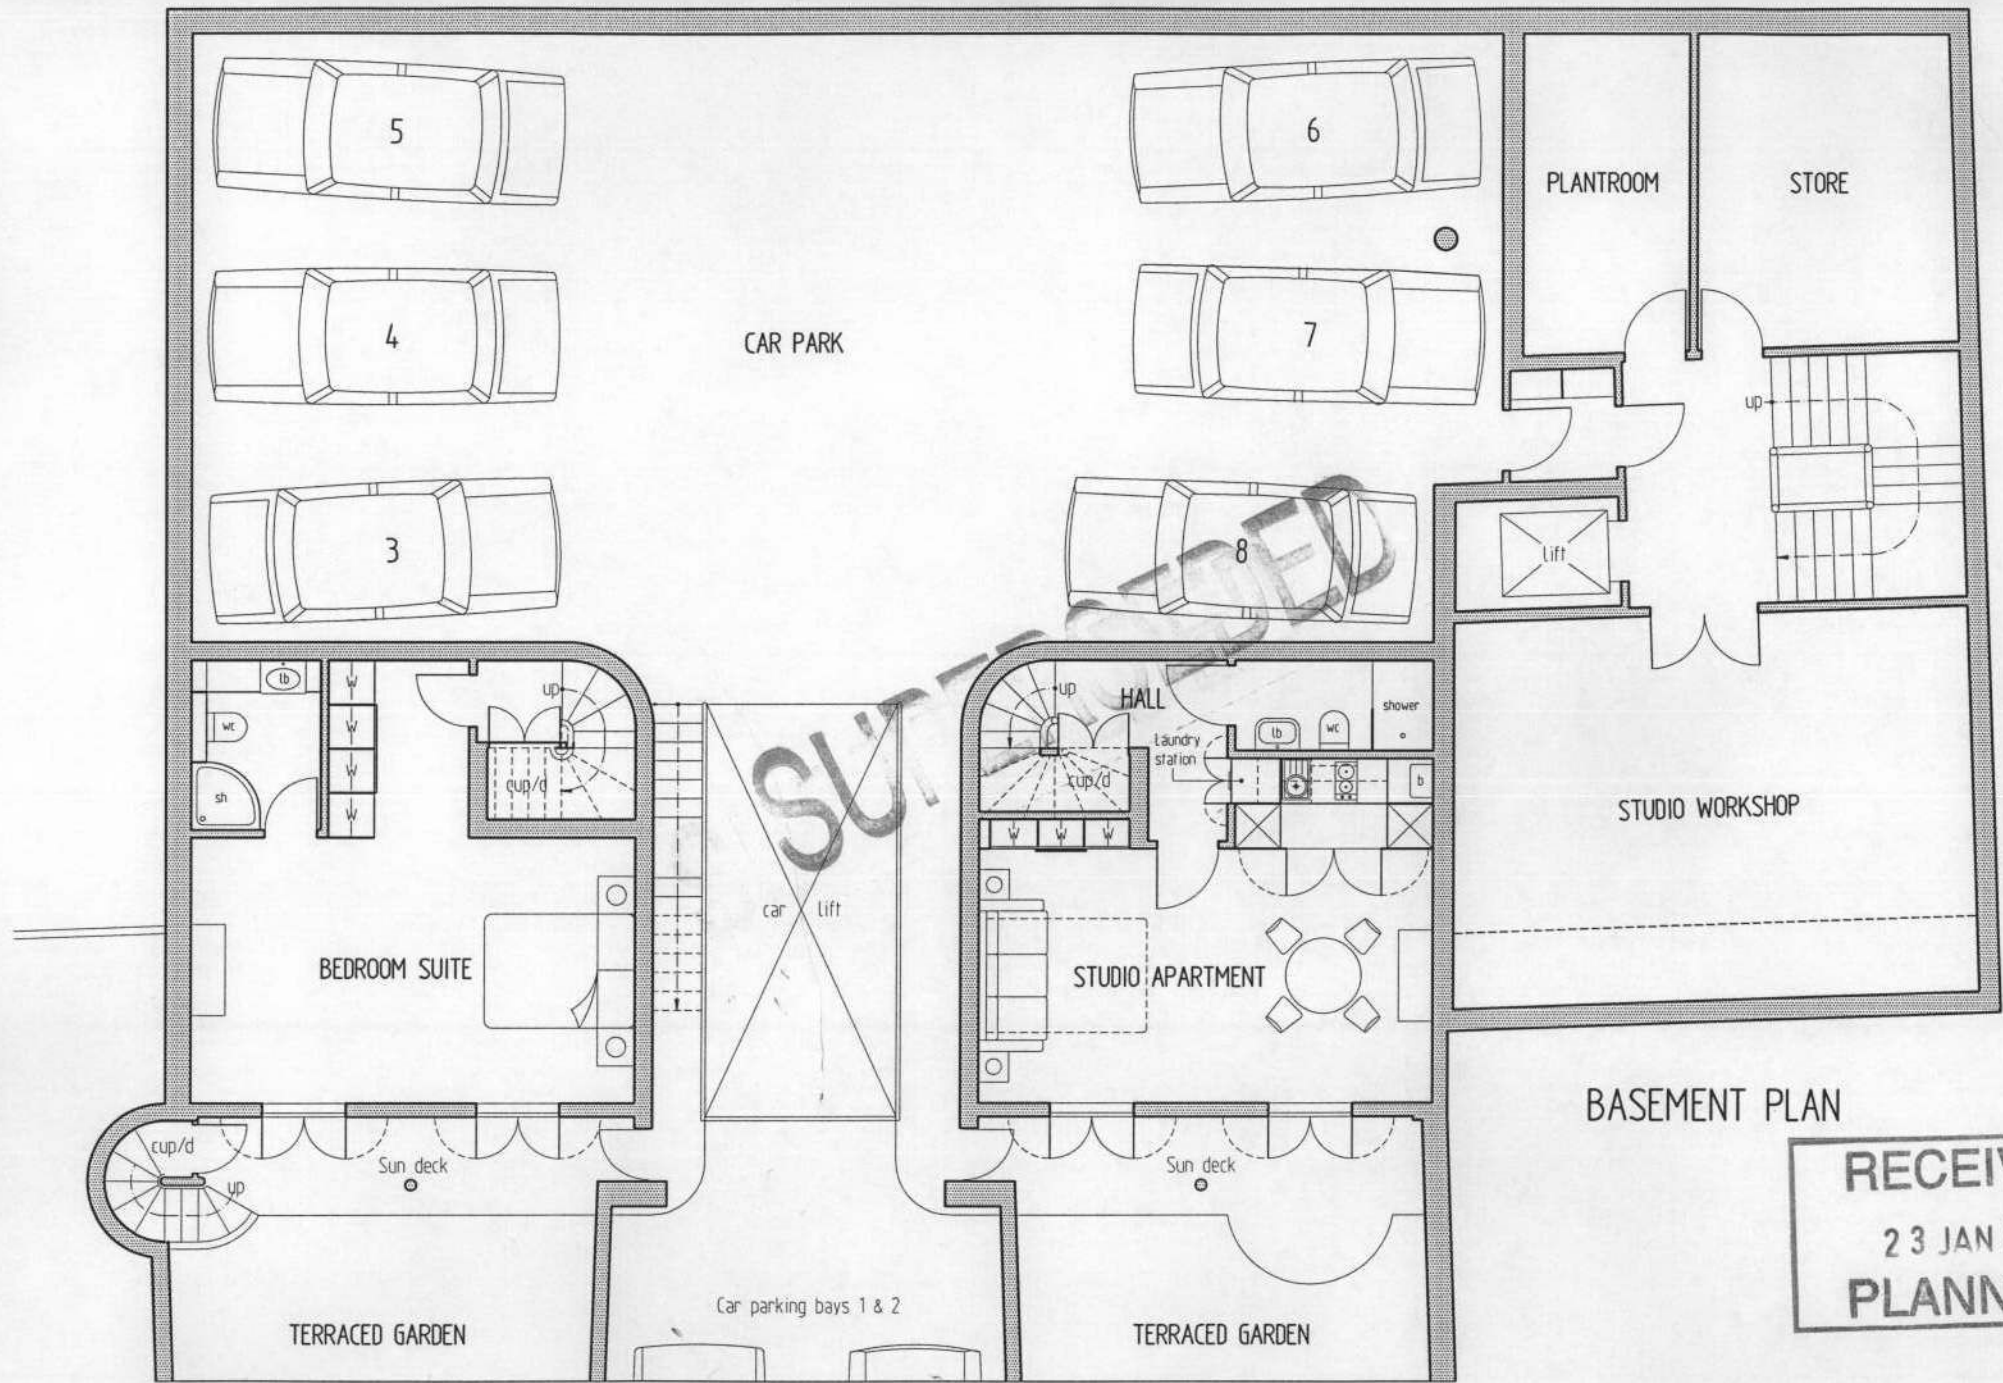 5
6
PLANTROOM
STORE
4
CAR PARK
7
up
3
8
lift
lb
W
up
up
HALL
shower
wc
W
lb
wc
laundry
station
W
sh
cup/d
cup/d
b
W
W W W
STUDIO WORKSHOP
car lift
BEDROOM SUITE
STUDIO APARTMENT
BASEMENT PLAN
cup/d
up
Sun deck
Sun deck
RECEIV
23 JAN
PLANN
Car parking bays 1 & 2
TERRACED GARDEN
TERRACED GARDEN